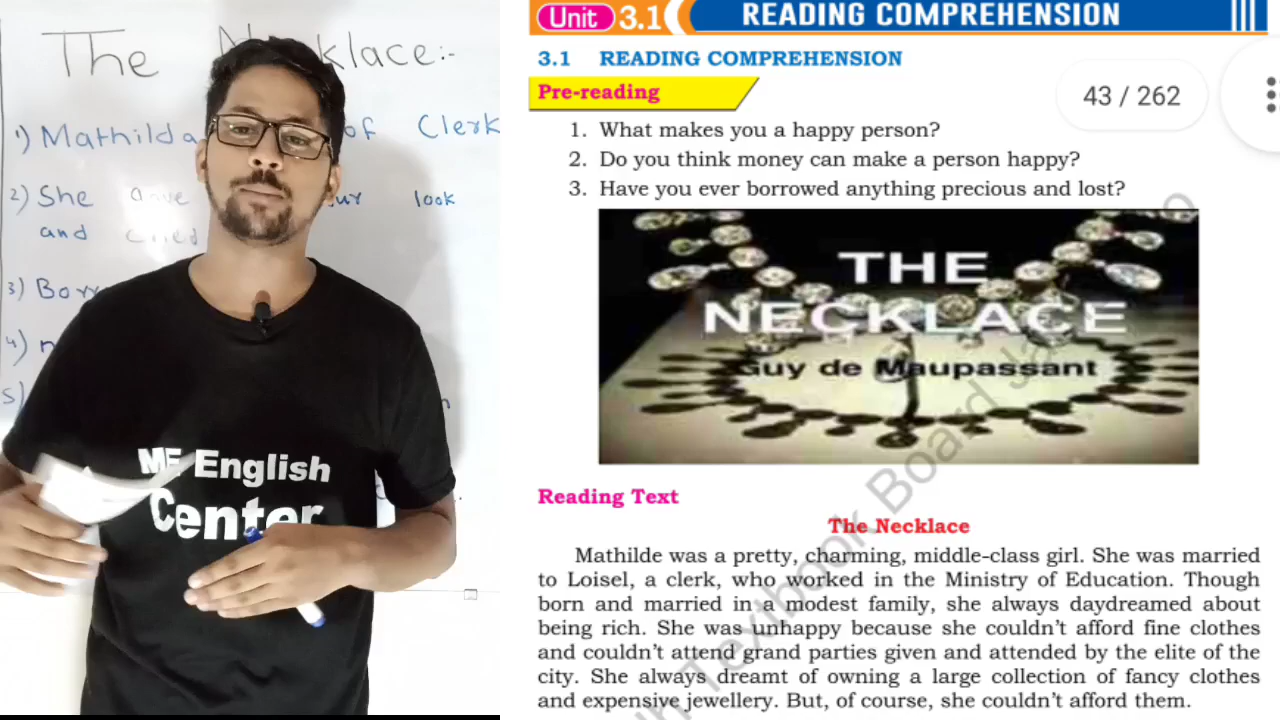 The Necklace:-
1) Mathilda of Clerk
2) She look
and cried
3)
4)
5)
ME English
Center
Unit 3.1 READING COMPREHENSION
3.1 READING COMPREHENSION
Pre-reading
43 / 262
1. What makes you a happy person?
2. Do you think money can make a person happy?
3. Have you ever borrowed anything precious and lost?
THE
NECKLACE
Guy de Maupassant
Reading Text
The Necklace
Mathilde was a pretty, charming, middle-class girl. She was married
to Loisel, a clerk, who worked in the Ministry of Education. Though
born and married in a modest family, she always daydreamed about
being rich. She was unhappy because she couldn't afford fine clothes
and couldn't attend grand parties given and attended by the elite of the
city. She always dreamt of owning a large collection of fancy clothes
and expensive jewellery. But, of course, she couldn't afford them.
Textbook Board